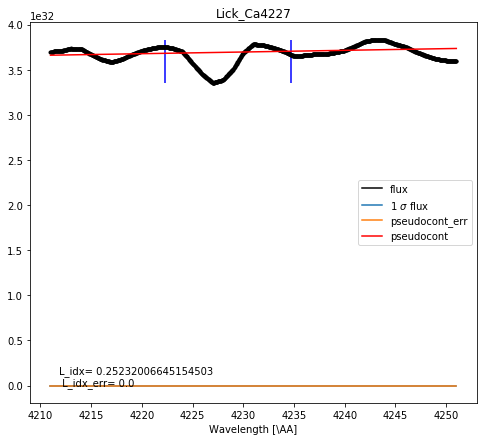 Lick_Ca4227
1e32
4.0
3.5
3.0
2.5
2.0
1.5
1.0
0.5
0.0
flux
1 σ flux
pseudocont_err
pseudocont
L_idx= 0.25232006645154503
L_idx_err= 0.0
4210 4215 4220 4225 4230 4235 4240 4245 4250
Wavelength [\AA]